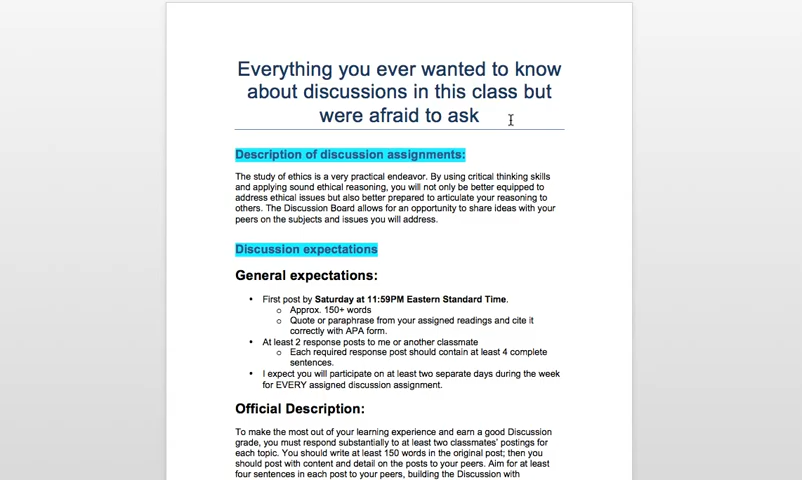 Everything you ever wanted to know
about discussions in this class but
were afraid to ask
Description of discussion assignments:
The study of ethics is a very practical endeavor. By using critical thinking skills
and applying sound ethical reasoning, you will not only be better equipped to
address ethical issues but also better prepared to articulate your reasoning to
others. The Discussion Board allows for an opportunity to share ideas with your
peers on the subjects and issues you will address.
Discussion expectations
General expectations:
• First post by Saturday at 11:59PM Eastern Standard Time.
o Approx. 150+ words
o Quote or paraphrase from your assigned readings and cite it
correctly with APA form.
• At least 2 response posts to me or another classmate
o Each required response post should contain at least 4 complete
sentences.
• I expect you will participate on at least two separate days during the week
for EVERY assigned discussion assignment.
Official Description:
To make the most out of your learning experience and earn a good Discussion
grade, you must respond substantially to at least two classmates' postings for
each topic. You should write at least 150 words in the original post; then you
should post with content and detail on the posts to your peers. Aim for at least
four sentences in each post to your peers, building the Discussion with